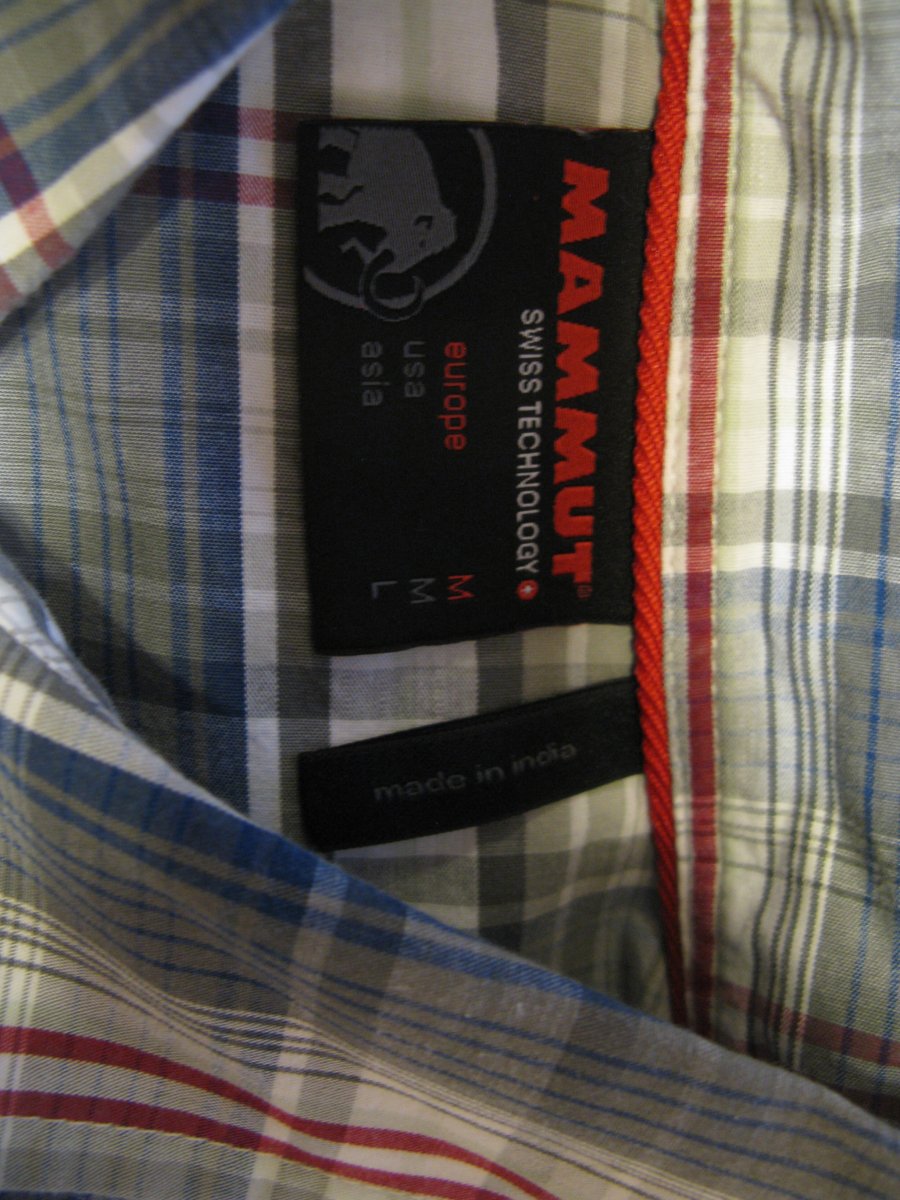 MAMMUT®
SWISS TECHNOLOGY
europe M
usa M
asia L
made in india